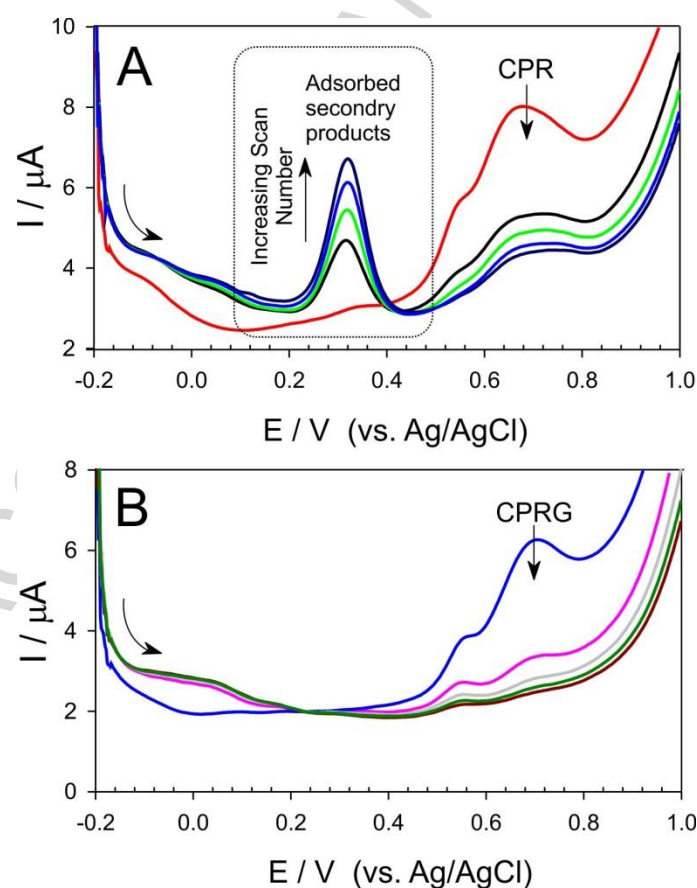 A
10
8
6
4
2
I / μA
Increasing Scan
Number
Adsorbed
secondry
products
CPR
-0.2 0.0 0.2 0.4 0.6 0.8 1.0
E / V (vs. Ag/AgCl)
B
8
6
4
2
0
I / μA
CPRG
-0.2 0.0 0.2 0.4 0.6 0.8 1.0
E / V (vs. Ag/AgCl)